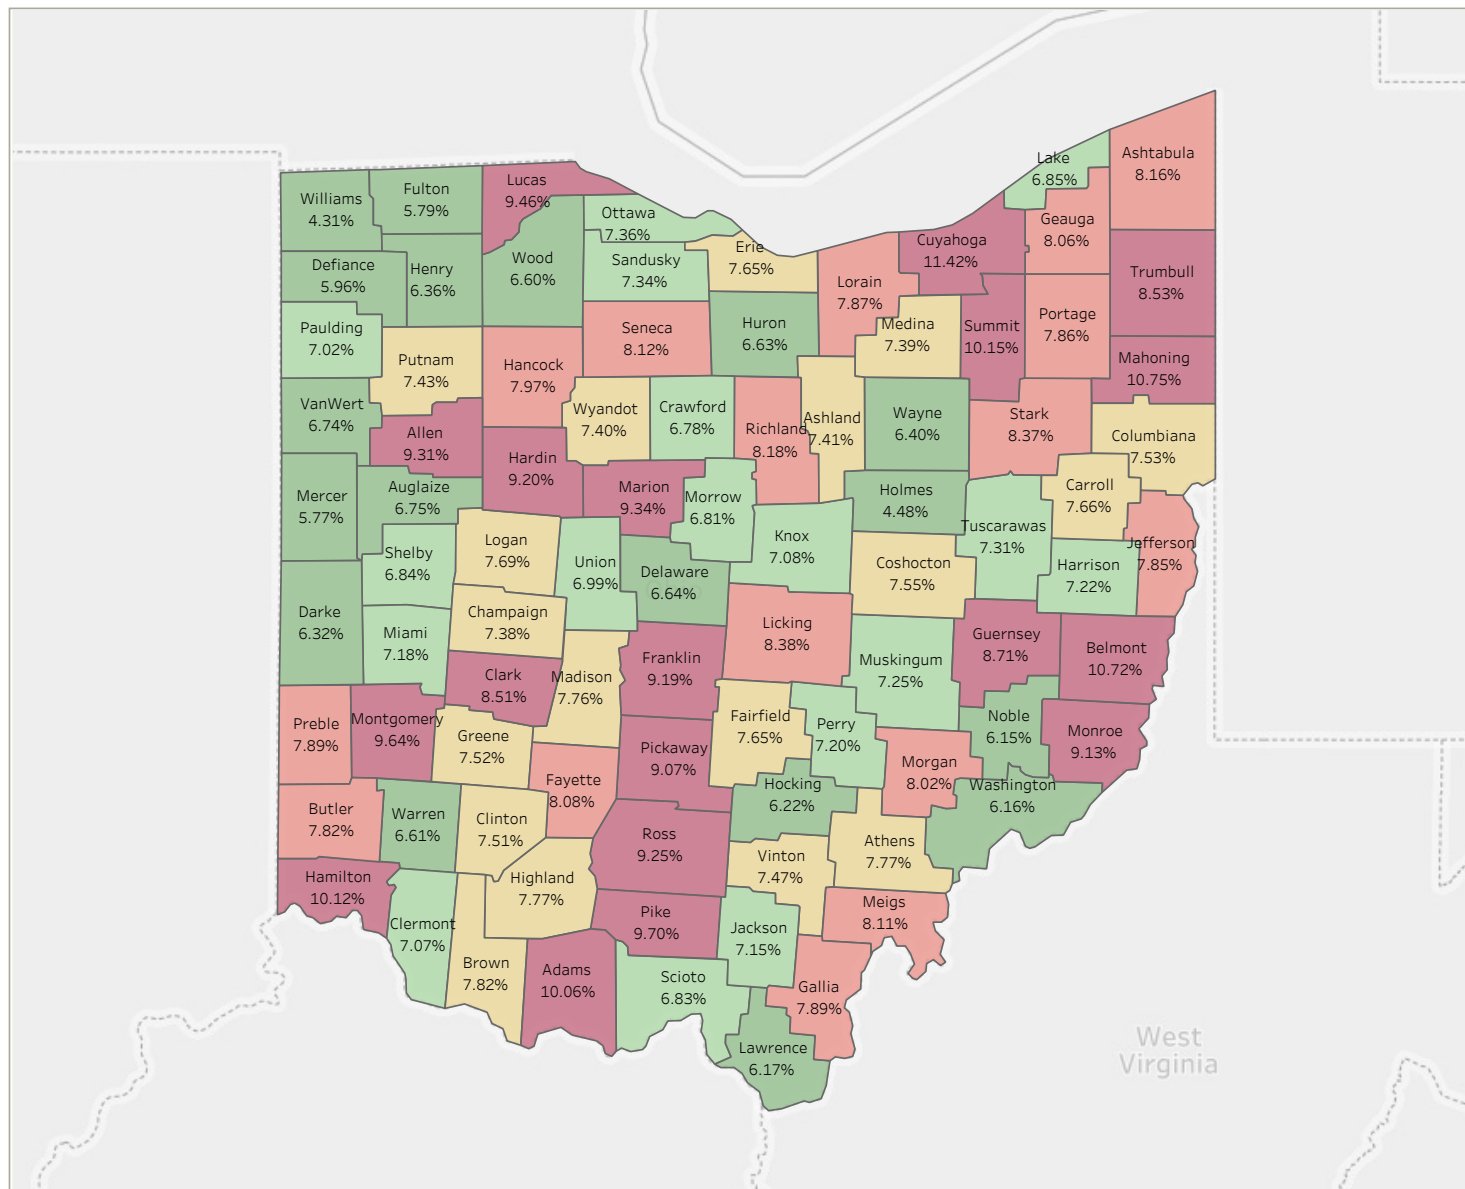 Lake
6.85%
Ashtabula
8.16%
Williams
4.31%
Fulton
5.79%
Lucas
9.46%
Ottawa
7.36%
Geauga
8.06%
Erie
7.65%
Cuyahoga
11.42%
Defiance
5.96%
Henry
6.36%
Wood
6.60%
Sandusky
7.34%
Lorain
7.87%
Trumbull
8.53%
Paulding
7.02%
Seneca
8.12%
Huron
6.63%
Medina
7.39%
Summit
10.15%
Portage
7.86%
Putnam
7.43%
Hancock
7.97%
Mahoning
10.75%
VanWert
6.74%
Wyandot
7.40%
Crawford
6.78%
Richland
8.18%
Ashland
7.41%
Wayne
6.40%
Stark
8.37%
Columbiana
7.53%
Allen
9.31%
Hardin
9.20%
Mercer
5.77%
Auglaize
6.75%
Marion
9.34%
Morrow
6.81%
Holmes
4.48%
Carroll
7.66%
Tuscarawas
7.31%
Jefferson
7.85%
Shelby
6.84%
Logan
7.69%
Union
6.99%
Delaware
6.64%
Knox
7.08%
Coshocton
7.55%
Harrison
7.22%
Darke
6.32%
Miami
7.18%
Champaign
7.38%
Licking
8.38%
Muskingum
7.25%
Guernsey
8.71%
Belmont
10.72%
Clark
8.51%
Madison
7.76%
Franklin
9.19%
Preble
7.89%
Montgomery
9.64%
Greene
7.52%
Pickaway
9.07%
Fairfield
7.65%
Perry
7.20%
Noble
6.15%
Monroe
9.13%
Morgan
8.02%
Washington
6.16%
Fayette
8.08%
Hocking
6.22%
Butler
7.82%
Warren
6.61%
Clinton
7.51%
Ross
9.25%
Athens
7.77%
Vinton
7.47%
Hamilton
10.12%
Highland
7.77%
Clermont
7.07%
Pike
9.70%
Jackson
7.15%
Meigs
8.11%
Brown
7.82%
Adams
10.06%
Scioto
6.83%
Gallia
7.89%
Lawrence
6.17%
West
Virginia